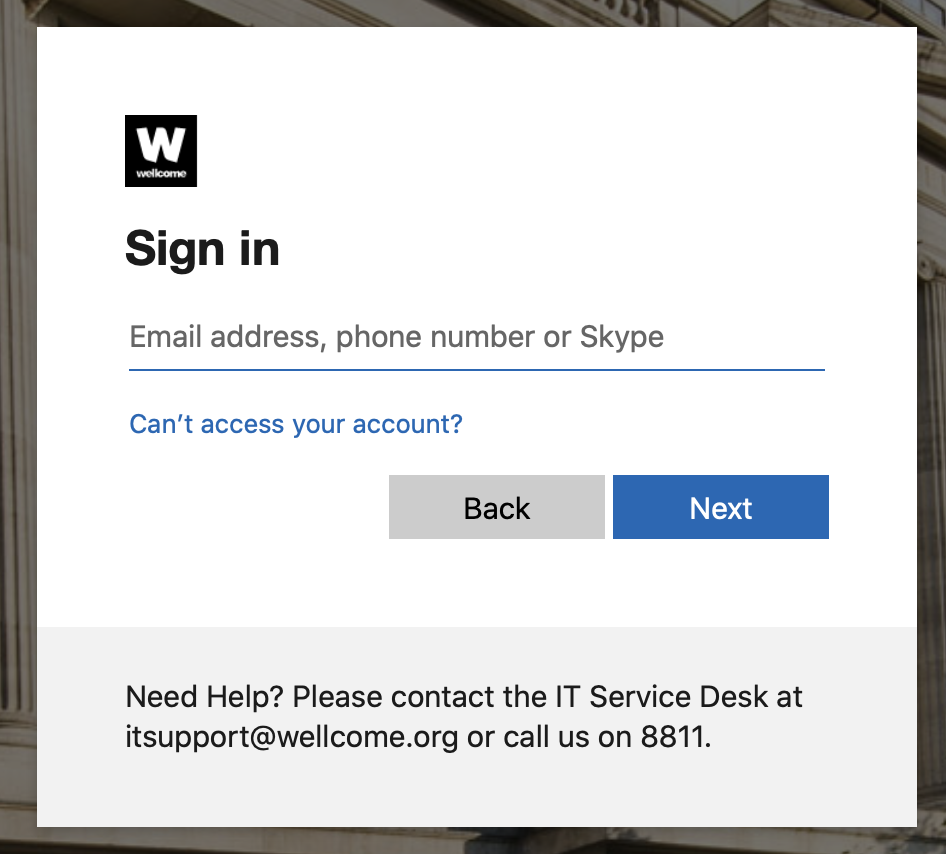 W
wellcome
Sign in
Email address, phone number or Skype
Can’t access your account?
Back
Next
Need Help? Please contact the IT Service Desk at
itsupport@wellcome.org or call us on 8811.